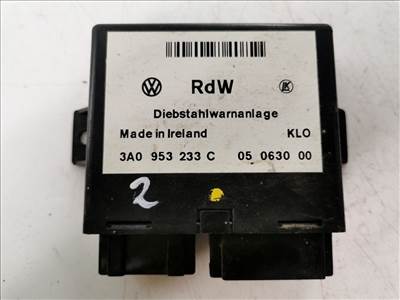 RdW
Diebstahlwarnanlage
Made in Ireland KLO
3A0 953 233 C 05 0630 00
2